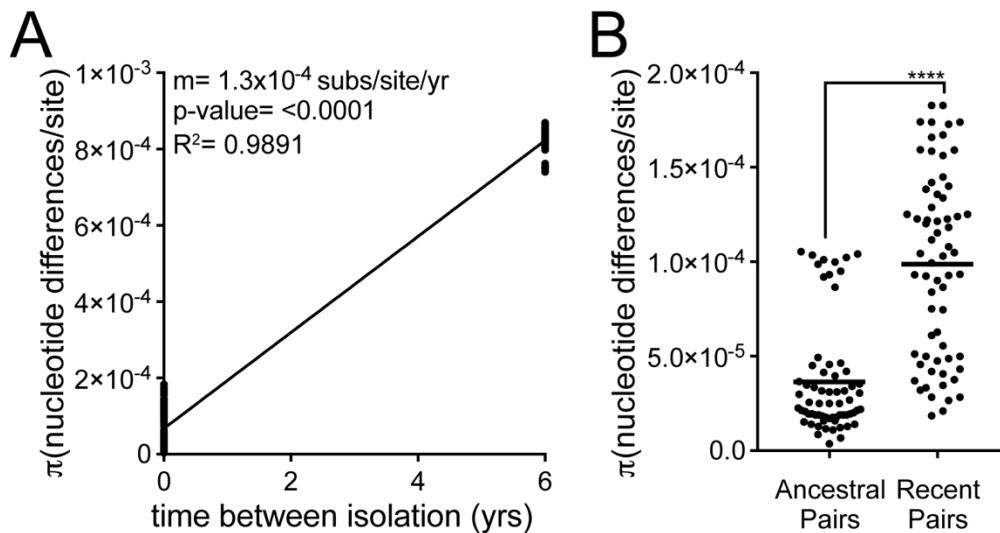 A
π(nucleotide differences/site)
1×10⁻³
8×10⁻⁴
6×10⁻⁴
4×10⁻⁴
2×10⁻⁴
0
m= 1.3x10⁻⁴ subs/site/yr
p-value= <0.0001
R²= 0.9891
0 2 4 6
time between isolation (yrs)
B
π(nucleotide differences/site)
2.0×10⁻⁴
1.5×10⁻⁴
1.0×10⁻⁴
5.0×10⁻⁵
0.0
****
Ancestral Recent
Pairs Pairs